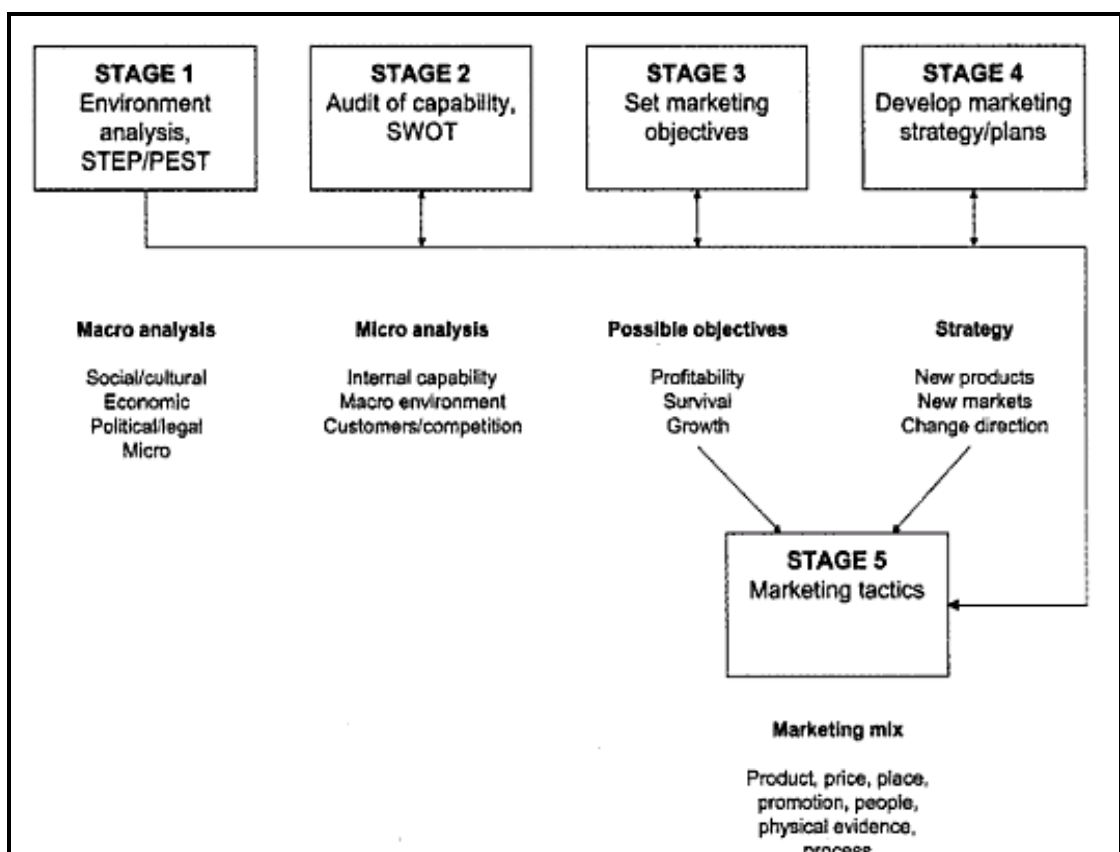 STAGE 1
Environment
analysis,
STEP/PEST
STAGE 2
Audit of capability,
SWOT
STAGE 3
Set marketing
objectives
STAGE 4
Develop marketing
strategy/plans
Macro analysis
Social/cultural
Economic
Political/legal
Micro
Micro analysis
Internal capability
Macro environment
Customers/competition
Possible objectives
Profitability
Survival
Growth
Strategy
New products
New markets
Change direction
STAGE 5
Marketing tactics
Marketing mix
Product, price, place,
promotion, people,
physical evidence,
process